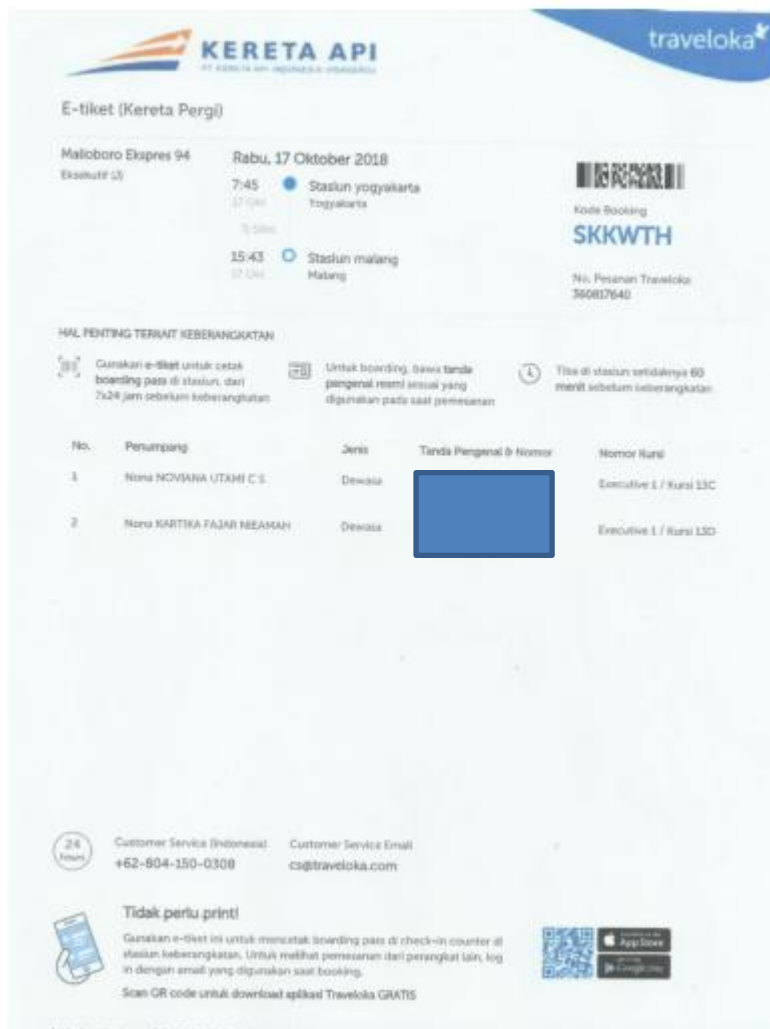 KERETA API
traveloka
E-tiket (Kereta Pergi)
Malioboro Ekspres 94
Eksekutif (J)
Rabu, 17 Oktober 2018
7:45 Stasiun yogyakarta
17 Okt Yogyakarta
15:43 Stasiun malang
17 Okt Malang
Kode Booking
SKKWTH
No. Pesanan Traveloka
360817640
HAL PENTING TERKAIT KEBERANGKATAN
Gunakan e-tiket untuk cetak
boarding pass di stasiun, dari
7x24 jam sebelum keberangkatan
Untuk boarding, bawa tanda
pengenal resmi sesuai yang
digunakan pada saat pemesanan
Tiba di stasiun setidaknya 60
menit sebelum keberangkatan
No. Penumpang Jenis Tanda Pengenal & Nomor Nomor Kursi
1 Nona NOVIANA UTAMI C S Dewasa Executive 1 / Kursi 13C
2 Nona KARTIKA FAJAR Dewasa Executive 1 / Kursi 13D
24
hours
Customer Service (Indonesia)
+62-804-150-0308
Customer Service Email
cs@traveloka.com
Tidak perlu print!
Gunakan e-tiket ini untuk mencetak boarding pass di check-in counter di
stasiun keberangkatan. Untuk melihat pemesanan dari perangkat lain, log
in dengan email yang digunakan saat booking.
Scan QR code untuk download aplikasi Traveloka GRATIS
App Store
Google play